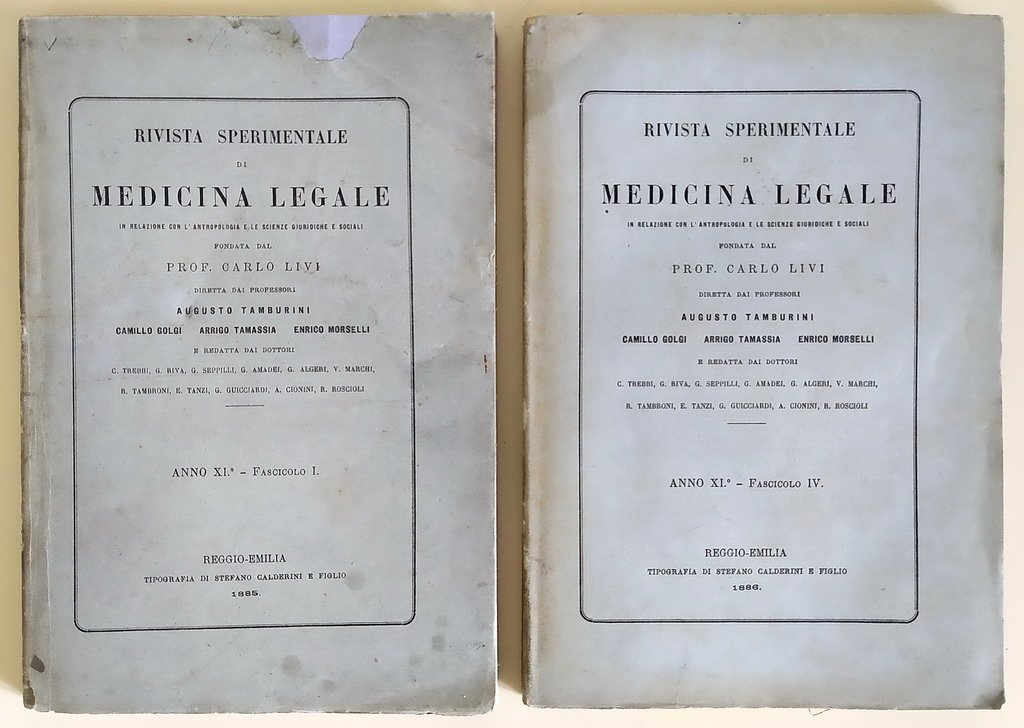 RIVISTA SPERIMENTALE
DI
MEDICINA LEGALE
IN RELAZIONE CON L'ANTROPOLOGIA E LE SCIENZE GIURIDICHE E SOCIALI
FONDATA DAL
PROF. CARLO LIVI
DIRETTA DAI PROFESSORI
AUGUSTO TAMBURINI
CAMILLO GOLGI ARRIGO TAMASSIA ENRICO MORSELLI
E REDATTA DAI DOTTORI
C. TREBBI, G. RIVA, G. SEPPILLI, G. AMADEI, G. ALGERI, V. MARCHI,
R. TAMBRONI, E. TANZI, G. GUICCIARDI, A. CIONINI, R. ROSCIOLI
ANNO XI.° - FASCICOLO I.
REGGIO-EMILIA
TIPOGRAFIA DI STEFANO CALDERINI E FIGLIO
1885.
RIVISTA SPERIMENTALE
DI
MEDICINA LEGALE
IN RELAZIONE CON L'ANTROPOLOGIA E LE SCIENZE GIURIDICHE E SOCIALI
FONDATA DAL
PROF. CARLO LIVI
DIRETTA DAI PROFESSORI
AUGUSTO TAMBURINI
CAMILLO GOLGI ARRIGO TAMASSIA ENRICO MORSELLI
E REDATTA DAI DOTTORI
C. TREBBI, G. RIVA, G. SEPPILLI, G. AMADEI, G. ALGERI, V. MARCHI,
R. TAMBRONI, E. TANZI, G. GUICCIARDI, A. CIONINI, R. ROSCIOLI
ANNO XI.° - FASCICOLO IV.
REGGIO-EMILIA
TIPOGRAFIA DI STEFANO CALDERINI E FIGLIO
1886.